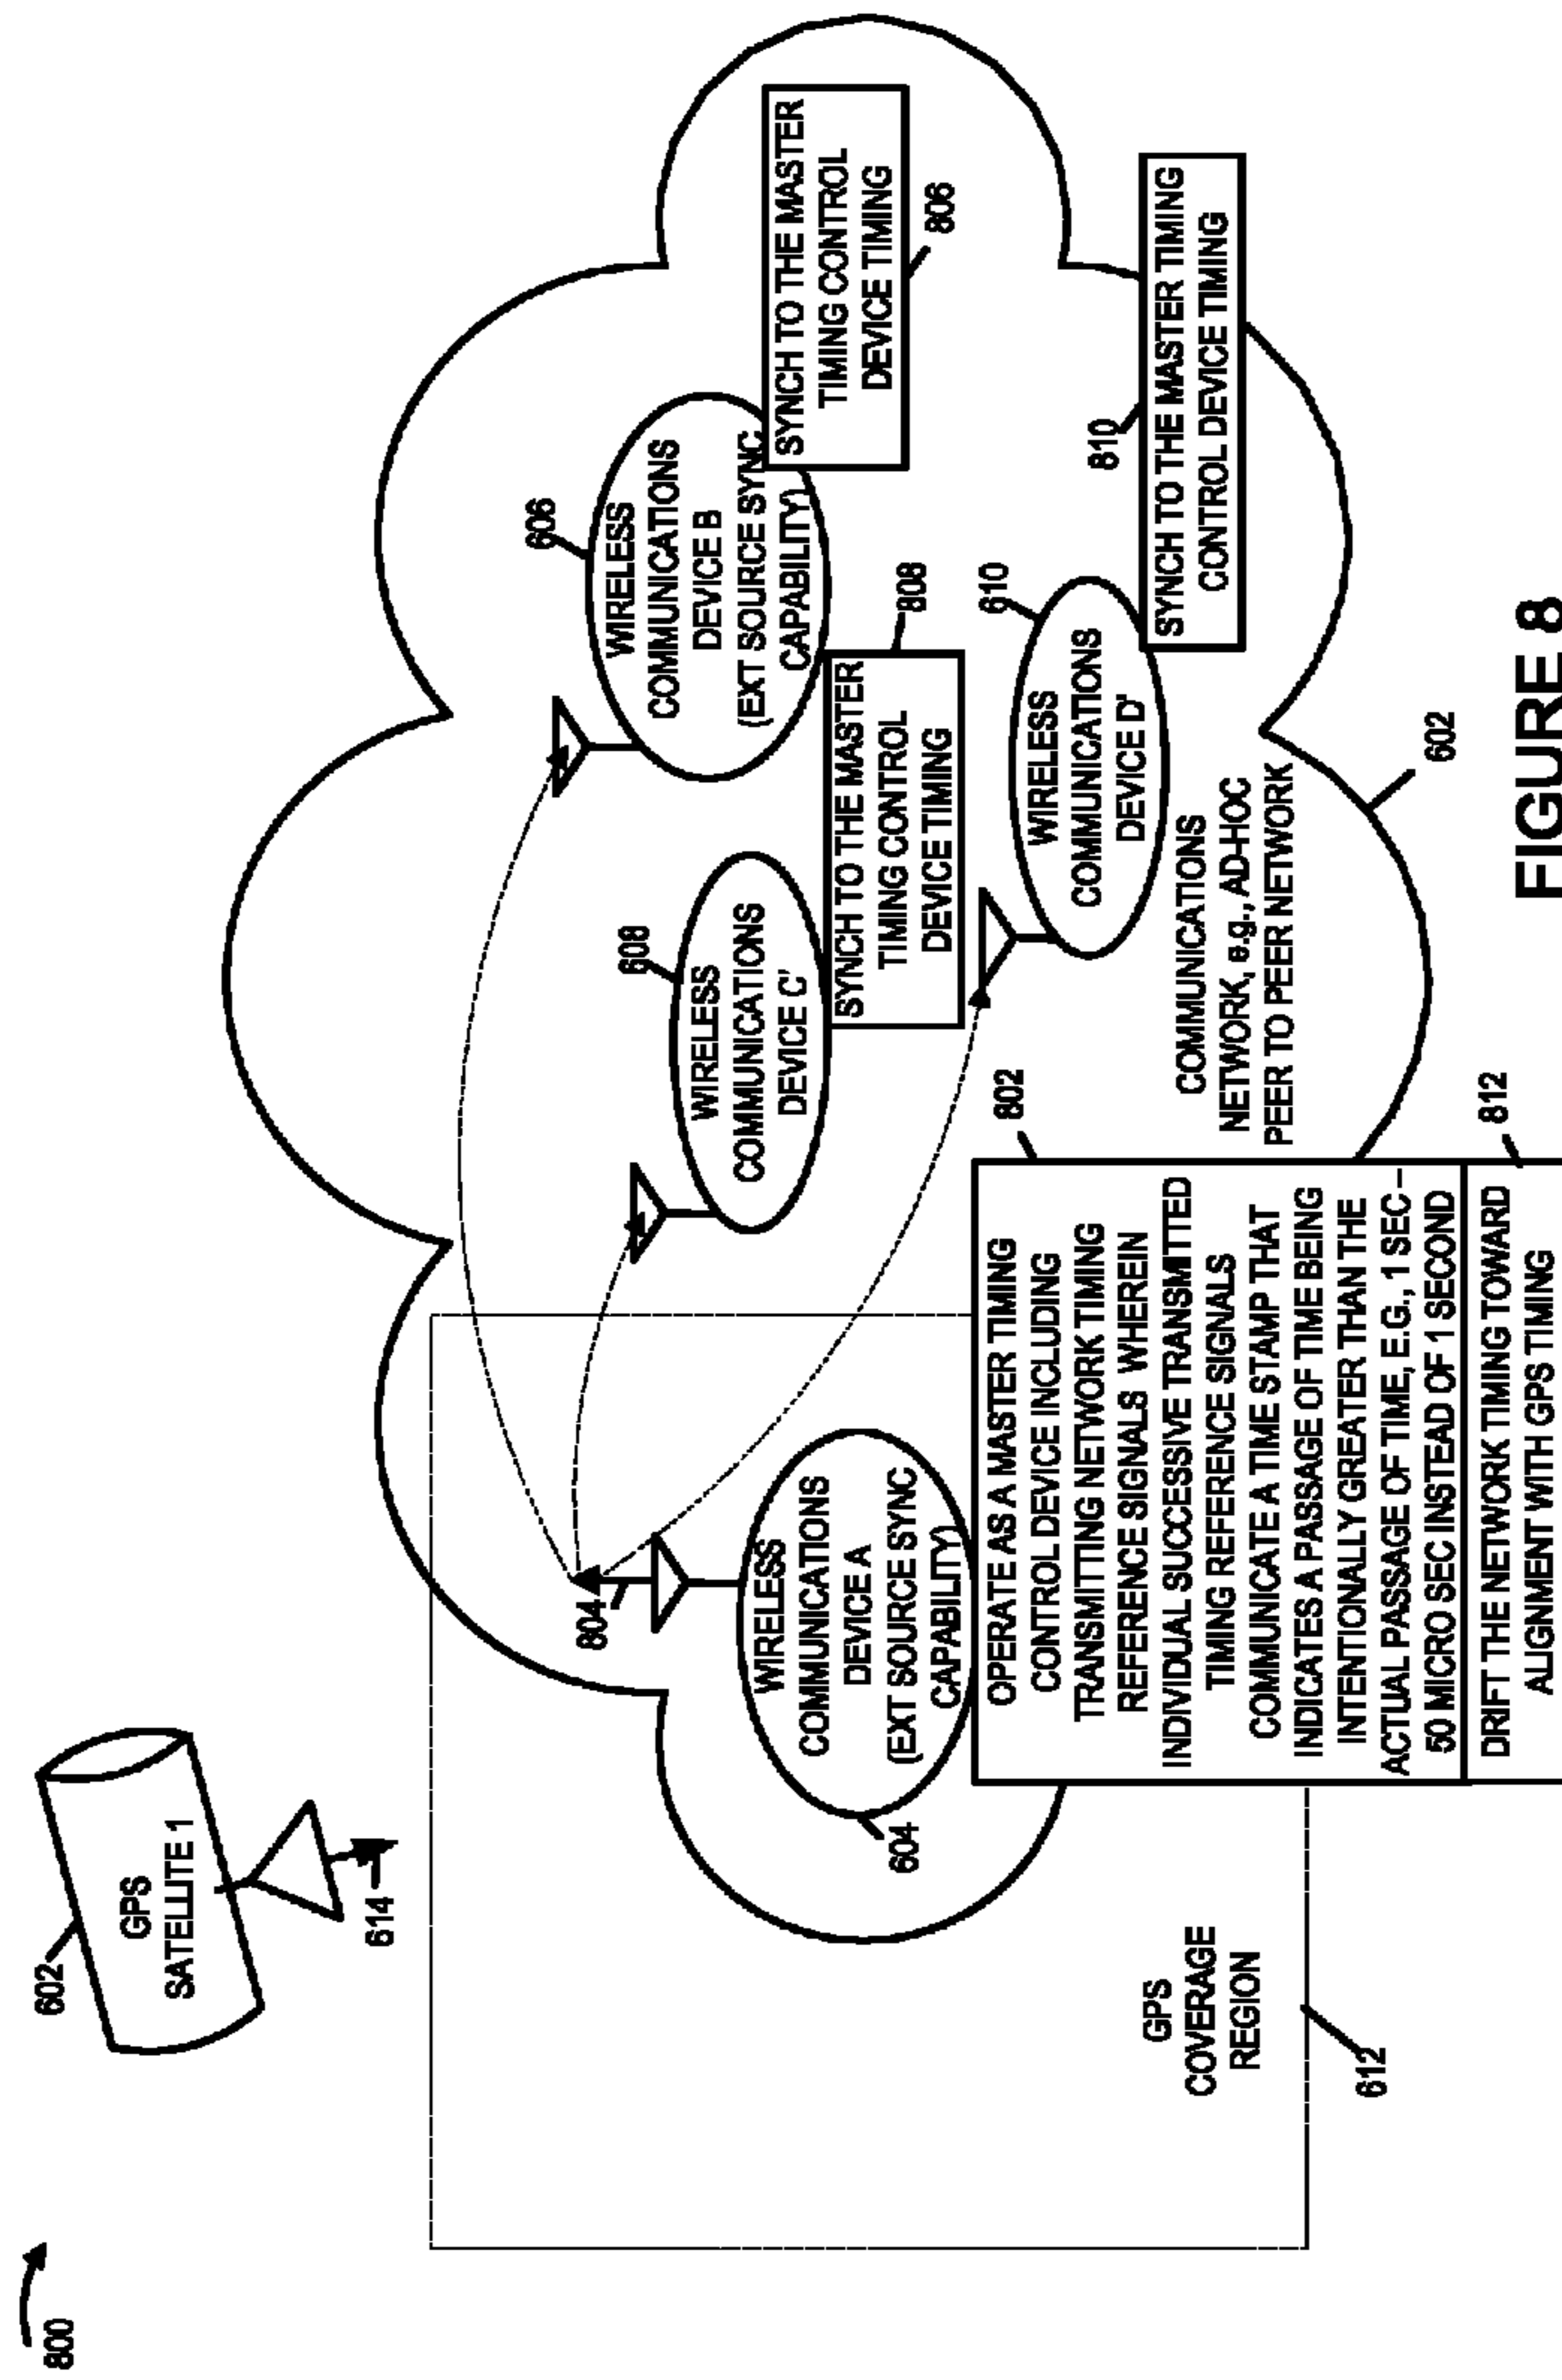 800
602
GPS
SATELLITE 1
614
GPS
COVERAGE
REGION
612
804
WIRELESS
COMMUNICATIONS
DEVICE A
(EXT SOURCE SYNC
CAPABILITY)
604
OPERATE AS A MASTER TIMING
CONTROL DEVICE INCLUDING
TRANSMITTING NETWORK TIMING
REFERENCE SIGNALS WHEREIN
INDIVIDUAL SUCCESSIVE TRANSMITTED
TIMING REFERENCE SIGNALS
COMMUNICATE A TIME STAMP THAT
INDICATES A PASSAGE OF TIME BEING
INTENTIONALLY GREATER THAN THE
ACTUAL PASSAGE OF TIME, E.G., 1 SEC–
50 MICRO SEC INSTEAD OF 1 SECOND
802
DRIFT THE NETWORK TIMING TOWARD
ALIGNMENT WITH GPS TIMING
812
608
WIRELESS
COMMUNICATIONS
DEVICE C'
SYNCH TO THE MASTER
TIMING CONTROL
DEVICE TIMING
808
606
WIRELESS
COMMUNICATIONS
DEVICE B
(EXT SOURCE SYNC
CAPABILITY)
SYNCH TO THE MASTER
TIMING CONTROL
DEVICE TIMING
806
610
WIRELESS
COMMUNICATIONS
DEVICE D'
810
SYNCH TO THE MASTER TIMING
CONTROL DEVICE TIMING
COMMUNICATIONS
NETWORK, e.g., AD-HOC
PEER TO PEER NETWORK
602
FIGURE 8